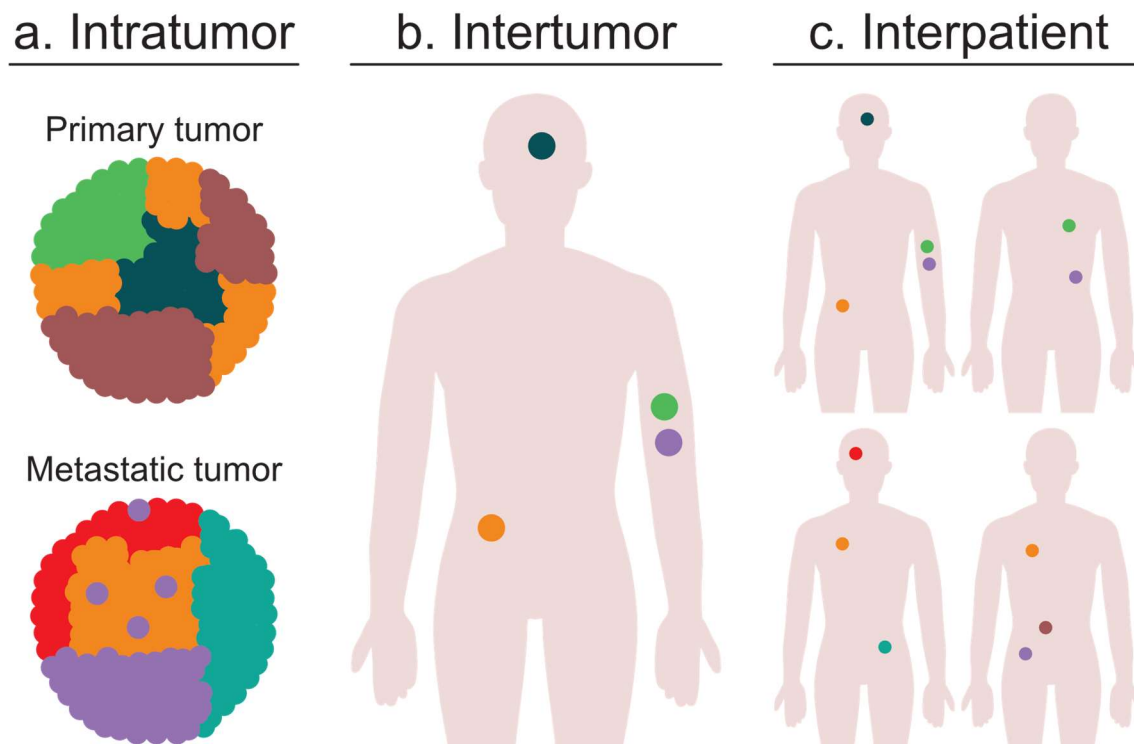 a. Intratumor
b. Intertumor
c. Interpatient
Primary tumor
Metastatic tumor